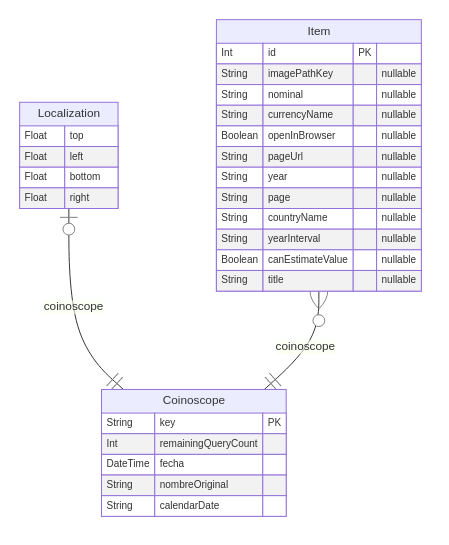 Item
Int id PK
String imagePathKey nullable
String nominal nullable
String currencyName nullable
Boolean openInBrowser nullable
String pageUrl nullable
String year nullable
String page nullable
String countryName nullable
String yearInterval nullable
Boolean canEstimateValue nullable
String title nullable
Localization
Float top
Float left
Float bottom
Float right
coinoscope
coinoscope
Coinoscope
String key PK
Int remainingQueryCount
DateTime fecha
String nombreOriginal
String calendarDate